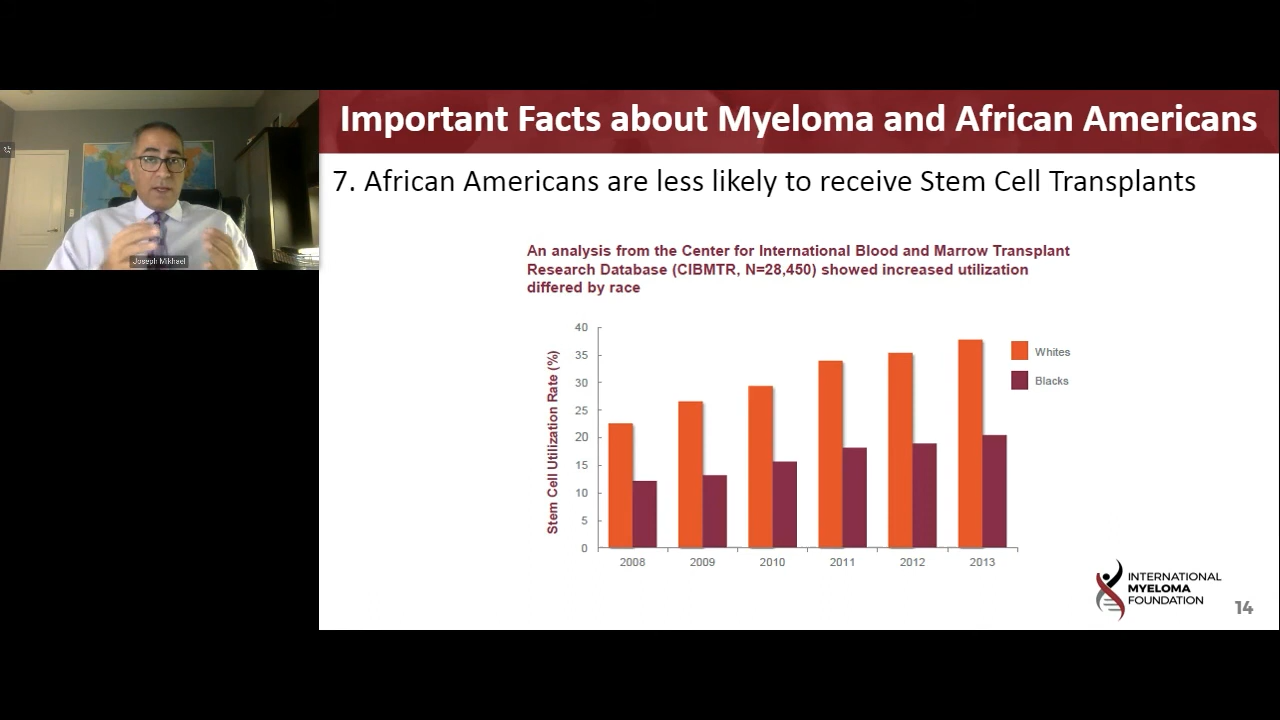 Important Facts about Myeloma and African Americans
Joseph Mikhael
7. African Americans are less likely to receive Stem Cell Transplants
An analysis from the Center for International Blood and Marrow Transplant
Research Database (CIBMTR, N=28,450) showed increased utilization
differed by race
Stem Cell Utilization Rate (%)
40
35
30
25
20
15
10
5
0
2008 2009 2010 2011 2012 2013
Whites
Blacks
INTERNATIONAL
MYELOMA
FOUNDATION
14